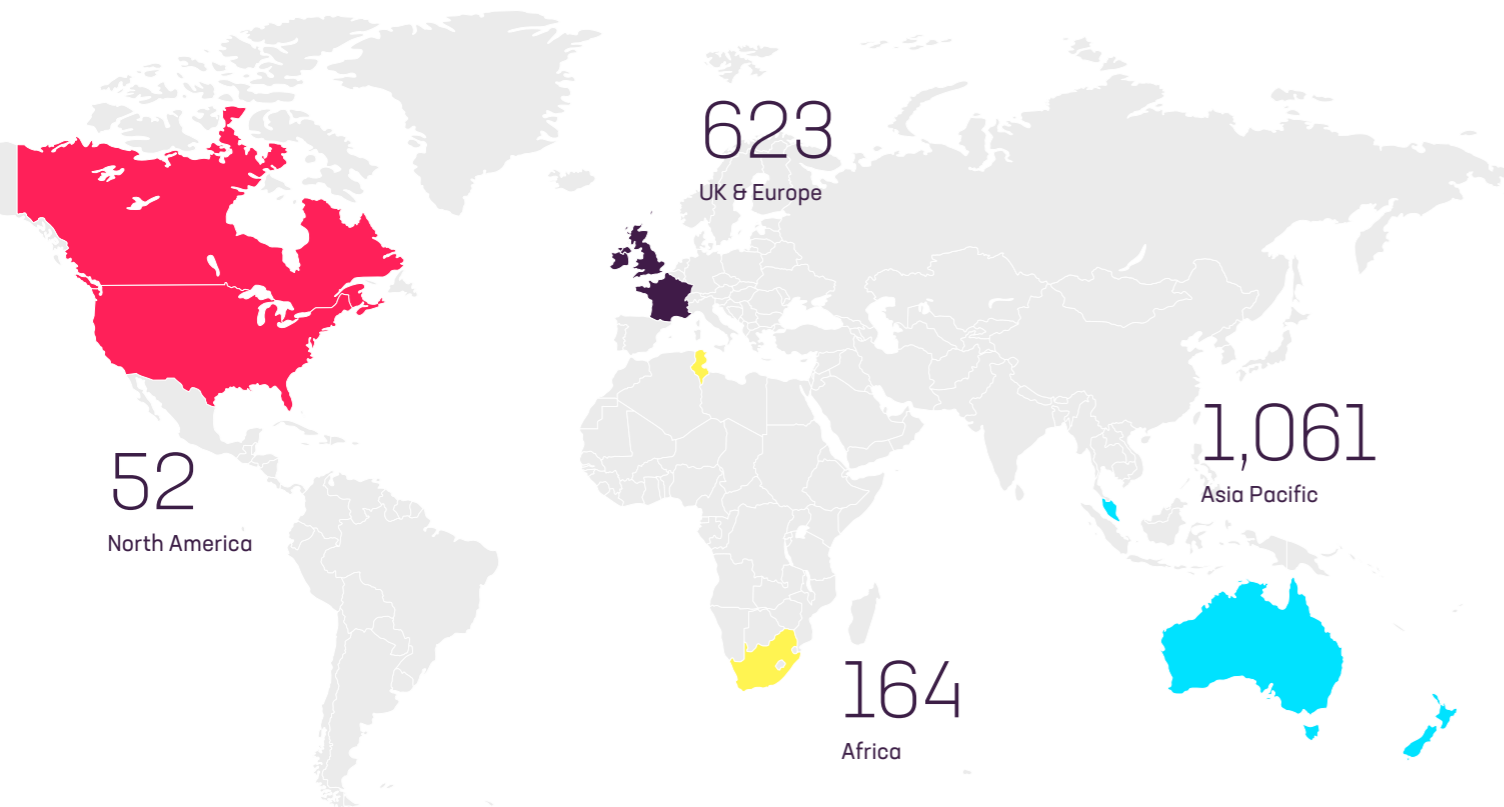 623
UK & Europe
1,061
Asia Pacific
52
North America
164
Africa